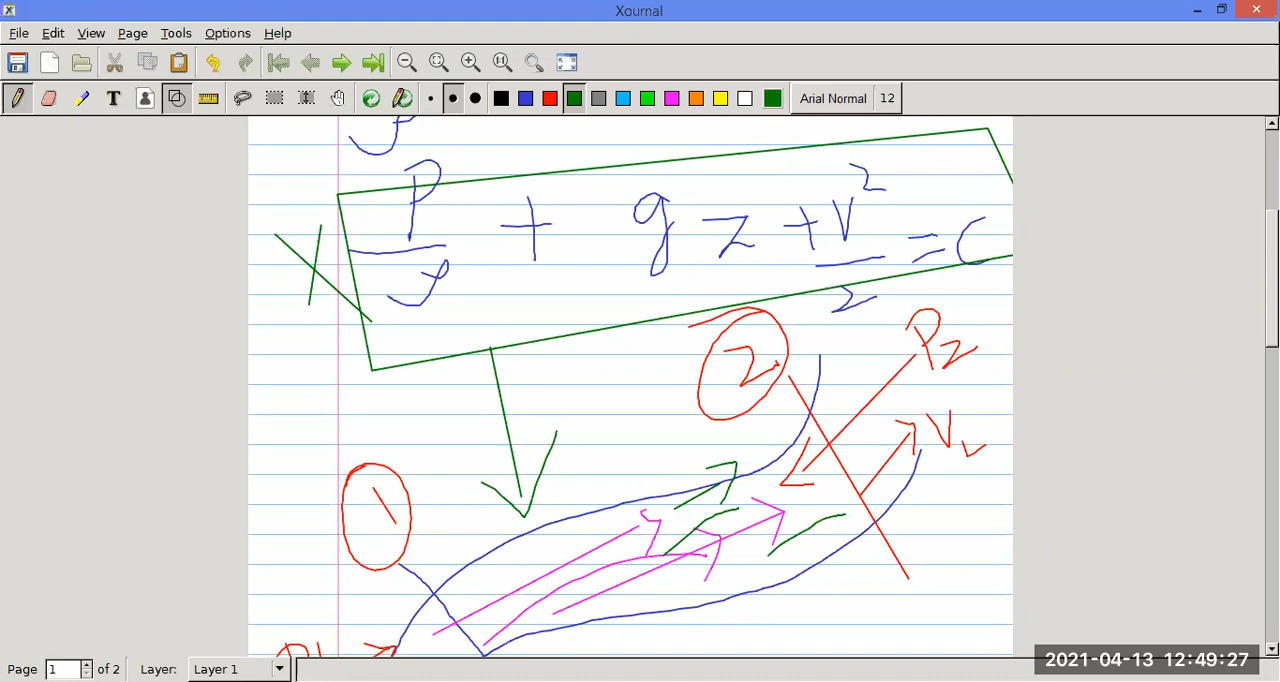 Xournal
File Edit View Page Tools Options Help
Arial Normal 12
P/ρ + gz + V²/2 = C
2
P2
V2
1
Page 1 of 2 Layer: Layer 1
2021-04-13 12:49:27